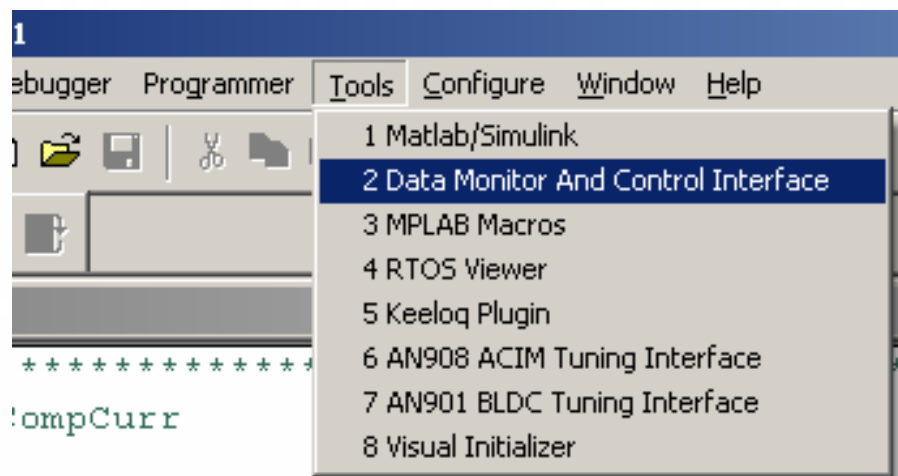 1
ebugger Programmer Tools Configure Window Help
1 Matlab/Simulink
2 Data Monitor And Control Interface
3 MPLAB Macros
4 RTOS Viewer
5 Keeloq Plugin
6 AN908 ACIM Tuning Interface
7 AN901 BLDC Tuning Interface
8 Visual Initializer
*************
ompCurr